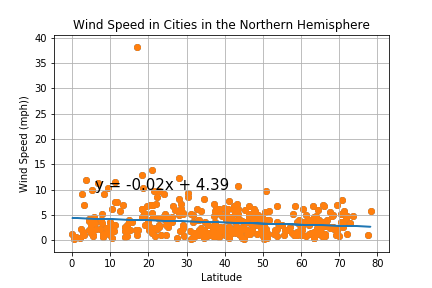 Wind Speed in Cities in the Northern Hemisphere
Wind Speed (mph))
40
35
30
25
20
15
10
5
0
y = -0.02x + 4.39
0 10 20 30 40 50 60 70 80
Latitude